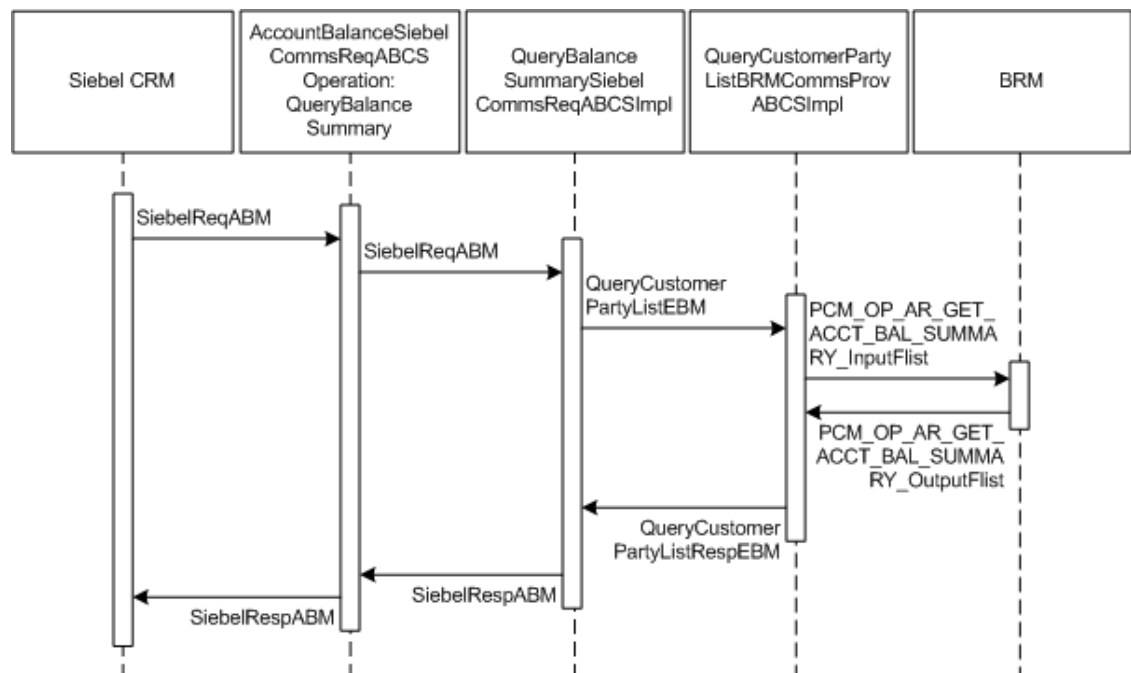 Siebel CRM
AccountBalanceSiebel
CommsReqABCS
Operation:
QueryBalance
Summary
QueryBalance
SummarySiebel
CommsReqABCSImpl
QueryCustomerParty
ListBRMCommsProv
ABCSImpl
BRM
SiebelReqABM
SiebelReqABM
QueryCustomer
PartyListEBM
PCM_OP_AR_GET_
ACCT_BAL_SUMMA
RY_InputFlist
PCM_OP_AR_GET_
ACCT_BAL_SUMMA
RY_OutputFlist
QueryCustomer
PartyListRespEBM
SiebelRespABM
SiebelRespABM